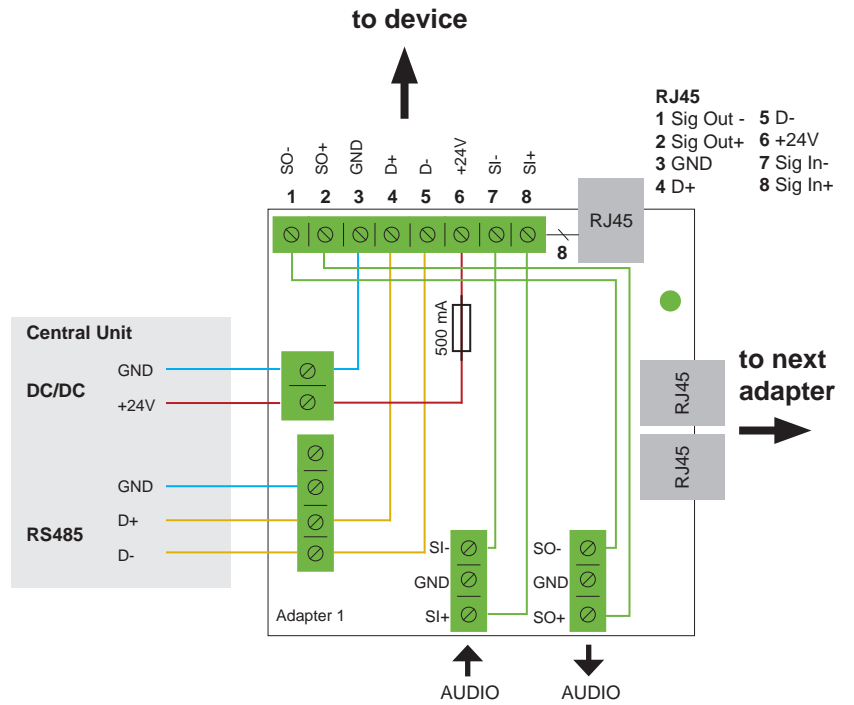 to device
RJ45
1 Sig Out -
2 Sig Out+
3 GND
4 D+
5 D-
6 +24V
7 Sig In-
8 Sig In+
SO- SO+ GND D+ D- +24V SI- SI+
1 2 3 4 5 6 7 8
RJ45
8
500 mA
Central Unit
DC/DC
GND
+24V
RS485
GND
D+
D-
to next
adapter
RJ45
RJ45
SI-
GND
SI+
SO-
GND
SO+
Adapter 1
AUDIO
AUDIO